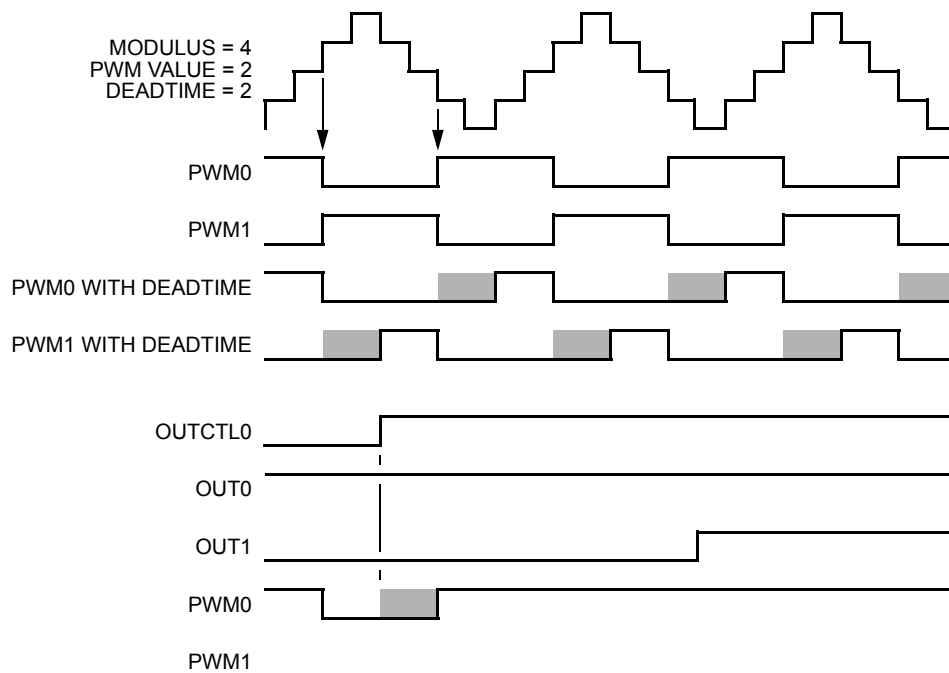 MODULUS = 4
PWM VALUE = 2
DEADTIME = 2
PWM0
PWM1
PWM0 WITH DEADTIME
PWM1 WITH DEADTIME
OUTCTL0
OUT0
OUT1
PWM0
PWM1